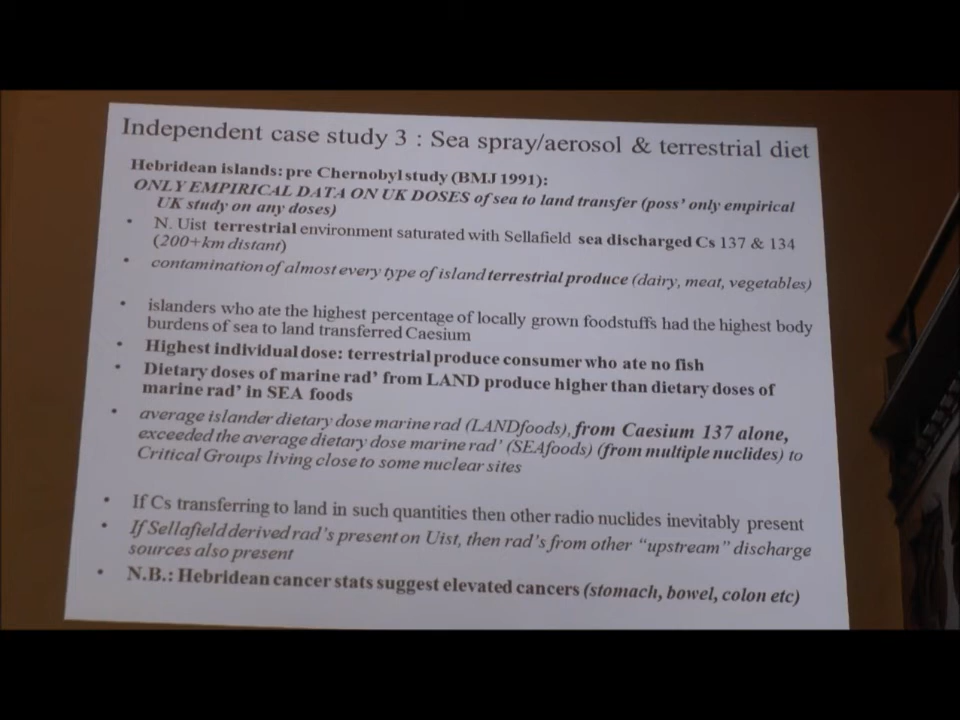 Independent case study 3 : Sea spray/aerosol & terrestrial diet
Hebridean islands: pre Chernobyl study (BMJ 1991):
ONLY EMPIRICAL DATA ON UK DOSES of sea to land transfer (poss' only empirical
UK study on any doses)
• N. Uist terrestrial environment saturated with Sellafield sea discharged Cs 137 & 134
(200+km distant)
• contamination of almost every type of island terrestrial produce (dairy, meat, vegetables)
• islanders who ate the highest percentage of locally grown foodstuffs had the highest body
burdens of sea to land transferred Caesium
• Highest individual dose: terrestrial produce consumer who ate no fish
• Dietary doses of marine rad' from LAND produce higher than dietary doses of
marine rad' in SEA foods
• average islander dietary dose marine rad (LANDfoods), from Caesium 137 alone,
exceeded the average dietary dose marine rad' (SEAfoods) (from multiple nuclides) to
Critical Groups living close to some nuclear sites
• If Cs transferring to land in such quantities then other radio nuclides inevitably present
• If Sellafield derived rad's present on Uist, then rad's from other "upstream" discharge
sources also present
• N.B.: Hebridean cancer stats suggest elevated cancers (stomach, bowel, colon etc)